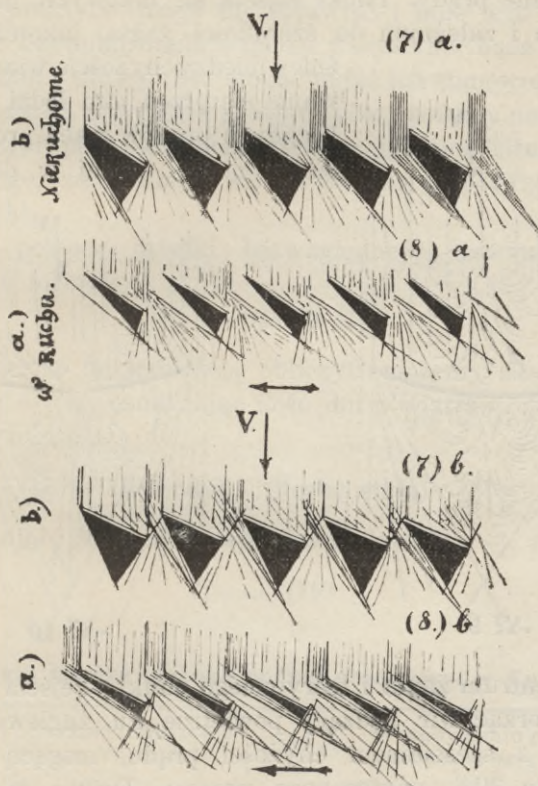 V.
(7) a.
b.) Nieruchome.
(8) a
a.) w Ruchu.
V.
(7) b.
b.)
(8.) b
a.)